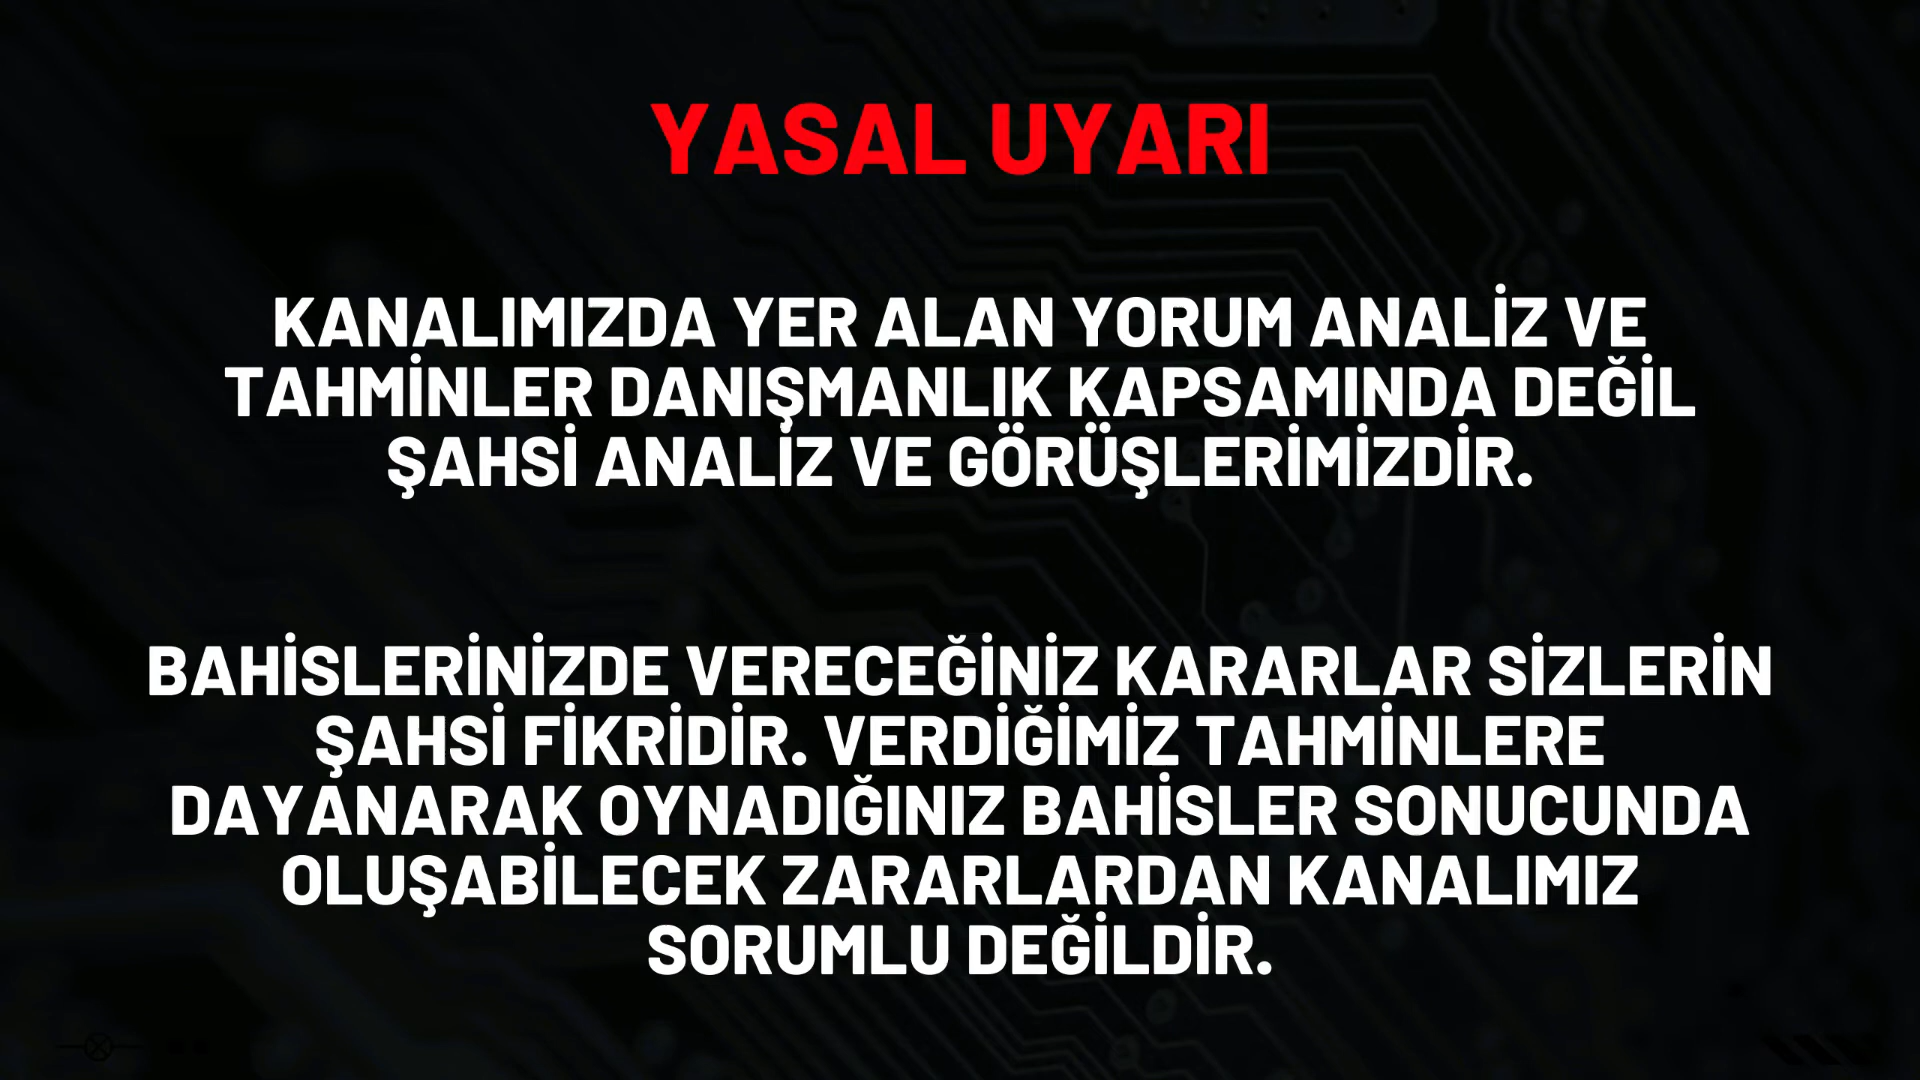 YASAL UYARI
KANALIMIZDA YER ALAN YORUM ANALİZ VE
TAHMİNLER DANIŞMANLIK KAPSAMINDA DEĞİL
ŞAHSİ ANALİZ VE GÖRÜŞLERİMİZDİR.
BAHİSLERİNİZDE VERECEĞİNİZ KARARLAR SİZLERİN
ŞAHSİ FİKRİDİR. VERDİĞİMİZ TAHMİNLERE
DAYANARAK OYNADIĞINIZ BAHİSLER SONUCUNDA
OLUŞABİLECEK ZARARLARDAN KANALIMIZ
SORUMLU DEĞİLDİR.